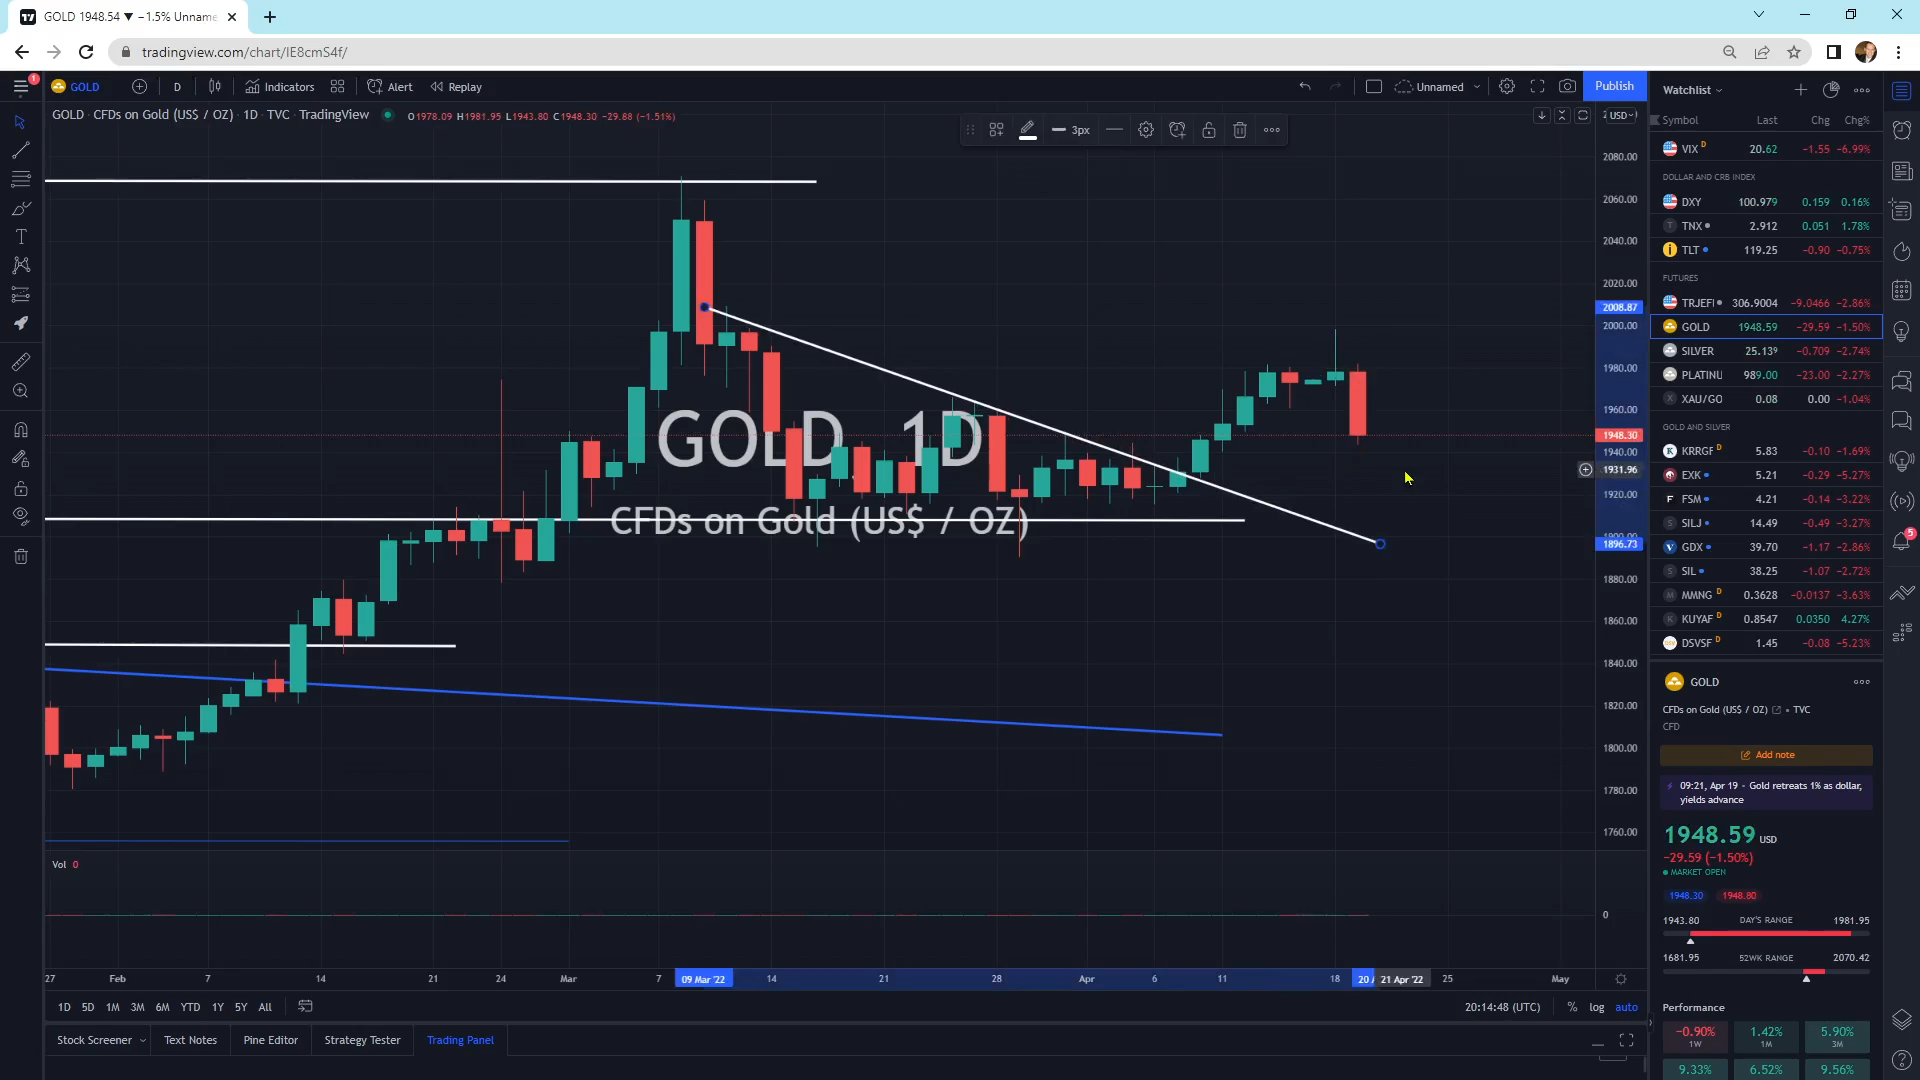 GOLD 1948.54 ▼ −1.5% Unname
tradingview.com/chart/IE8cmS4f/
1
GOLD
D
Indicators
Alert
Replay
Unnamed
Publish
GOLD · CFDs on Gold (US$ / OZ) · 1D · TVC · TradingView
O1978.09 H1981.95 L1943.80 C1948.30 −29.88 (−1.51%)
3px
USD
2080.00
2060.00
2040.00
2020.00
2008.87
2000.00
1980.00
1960.00
1948.30
1940.00
1931.96
1920.00
1900.00
1896.73
1880.00
1860.00
1840.00
1820.00
1800.00
1780.00
1760.00
GOLD, 1D
CFDs on Gold (US$ / OZ)
Vol 0
0
27 Feb 7 14 21 24 Mar 7 09 Mar '22 14 21 28 Apr 6 11 18 20 21 Apr '22 25 May
1D 5D 1M 3M 6M YTD 1Y 5Y All
20:14:48 (UTC) % log auto
Stock Screener Text Notes Pine Editor Strategy Tester Trading Panel
Watchlist
Symbol Last Chg Chg%
VIX D 20.62 −1.55 −6.99%
DOLLAR AND CRB INDEX
DXY 100.979 0.159 0.16%
TNX 2.912 0.051 1.78%
TLT 119.25 −0.90 −0.75%
FUTURES
TRJEFI 306.9004 −9.0466 −2.86%
GOLD 1948.59 −29.59 −1.50%
SILVER 25.139 −0.709 −2.74%
PLATINU 989.00 −23.00 −2.27%
XAU/GO 0.08 0.00 −1.04%
GOLD AND SILVER
KRRGF D 5.83 −0.10 −1.69%
EXK 5.21 −0.29 −5.27%
FSM 4.21 −0.14 −3.22%
SILJ 14.49 −0.49 −3.27%
GDX 39.70 −1.17 −2.86%
SIL 38.25 −1.07 −2.72%
MMNG D 0.3628 −0.0137 −3.63%
KUYAF D 0.8547 0.0350 4.27%
DSVSF D 1.45 −0.08 −5.23%
GOLD
CFDs on Gold (US$ / OZ) • TVC
CFD
Add note
09:21, Apr 19 · Gold retreats 1% as dollar,
yields advance
1948.59 USD
−29.59 (−1.50%)
MARKET OPEN
1948.30 1948.80
1943.80 DAY'S RANGE 1981.95
1681.95 52WK RANGE 2070.42
Performance
−0.90% 1.42% 5.90%
1W 1M 3M
9.33% 6.52% 9.56%
5